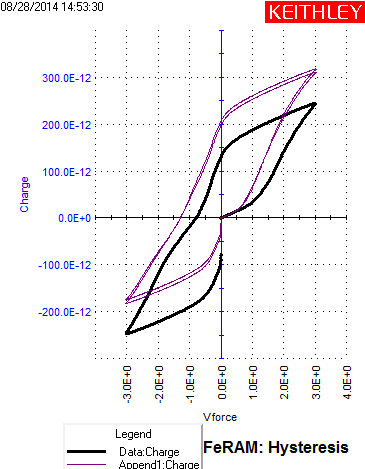 08/28/2014 14:53:30
KEITHLEY
300.0E-12
200.0E-12
100.0E-12
0.0E+0
-100.0E-12
-200.0E-12
Charge
-3.0E+0
-2.0E+0
-1.0E+0
0.0E+0
1.0E+0
2.0E+0
3.0E+0
4.0E+0
Vforce
Legend
Data:Charge
Append1:Charge
FeRAM: Hysteresis